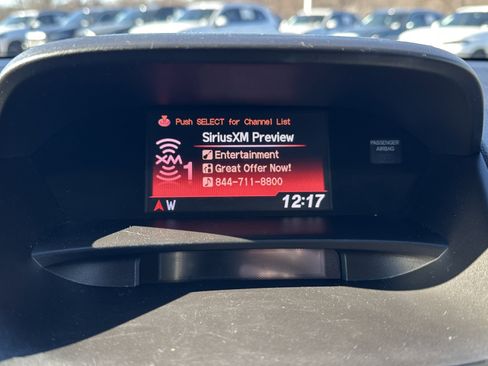 Push SELECT for Channel List
SiriusXM Preview
Entertainment
Great Offer Now!
844-711-8800
XM
1
W
12:17
PASSENGER
AIRBAG